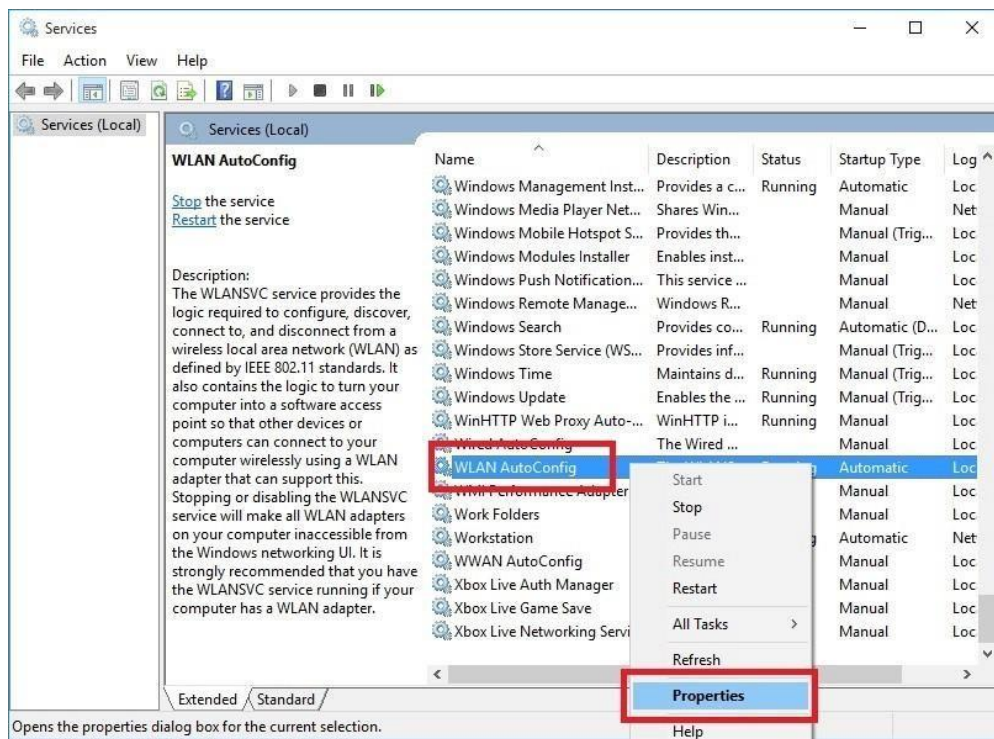 Services
File Action View Help
Services (Local)
Services (Local)
WLAN AutoConfig
Stop the service
Restart the service
Description:
The WLANSVC service provides the
logic required to configure, discover,
connect to, and disconnect from a
wireless local area network (WLAN) as
defined by IEEE 802.11 standards. It
also contains the logic to turn your
computer into a software access
point so that other devices or
computers can connect to your
computer wirelessly using a WLAN
adapter that can support this.
Stopping or disabling the WLANSVC
service will make all WLAN adapters
on your computer inaccessible from
the Windows networking UI. It is
strongly recommended that you have
the WLANSVC service running if your
computer has a WLAN adapter.
Name Description Status Startup Type Log
Windows Management Inst... Provides a c... Running Automatic Loc
Windows Media Player Net... Shares Win... Manual Net
Windows Mobile Hotspot S... Provides th... Manual (Trig... Loc
Windows Modules Installer Enables inst... Manual Loc
Windows Push Notification... This service ... Manual Loc
Windows Remote Manage... Windows R... Manual Net
Windows Search Provides co... Running Automatic (D... Loc
Windows Store Service (WS... Provides inf... Manual (Trig... Loc
Windows Time Maintains d... Running Manual (Trig... Loc
Windows Update Enables the ... Running Manual (Trig... Loc
WinHTTP Web Proxy Auto-... WinHTTP i... Running Manual Loc
Wired AutoConfig The Wired ... Manual Loc
WLAN AutoConfig Automatic Loc
WMI Performance Adapter Manual Loc
Work Folders Manual Loc
Workstation Automatic Net
WWAN AutoConfig Manual Loc
Xbox Live Auth Manager Manual Loc
Xbox Live Game Save Manual Loc
Xbox Live Networking Servi Manual Loc
Start
Stop
Pause
Resume
Restart
All Tasks
Refresh
Properties
Help
Extended Standard
Opens the properties dialog box for the current selection.